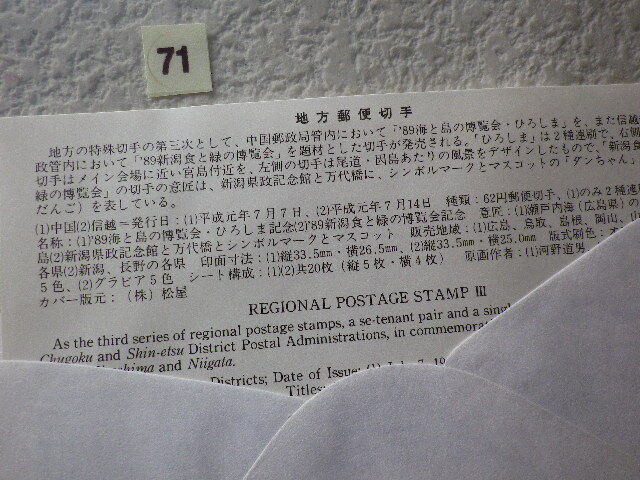 71
地方郵便切手
地方の特殊切手の第三次として、中国郵政局管内において「'89海と島の博覧会・ひろしま」を、また信越
政管内において「'89新潟食と緑の博覧会」を題材とした切手が発売される。「ひろしま」は2種連刷で、右側
切手はメイン会場に近い宮島付近を、左側の切手は尾道・因島あたりの風景をデザインしたもので、「新潟食
緑の博覧会」の切手の意匠は、新潟県政記念館と万代橋に、シンボルマークとマスコットの「タンちゃん」
だんご）を表している。
(1)中国(2)信越＝発行日：(1)平成元年7月7日、(2)平成元年7月14日 種類：62円郵便切手、(1)のみ2種連
名称：(1)'89海と島の博覧会・ひろしま記念(2)'89新潟食と緑の博覧会記念 意匠：(1)瀬戸内海(広島県)の
島(2)新潟県政記念館と万代橋とシンボルマークとマスコット 販売地域：(1)広島、鳥取、島根、岡山、
各県(2)新潟、長野の各県 印面寸法：(1)縦33.5mm・横26.5mm、(2)縦33.5mm・横25.0mm 版式刷色：
5色、(2)グラビア5色 シート構成：(1)(2)共20枚(縦5枚・横4枚) 原画作者：(1)河野道男
カバー版元：（株）松屋
REGIONAL POSTAGE STAMP III
As the third series of regional postage stamps, a se-tenant pair and a single
Chugoku and Shin-etsu District Postal Administrations, in commemoration
and Niigata.
Districts; Date of Issue: (1) July 7, 19
Titles: